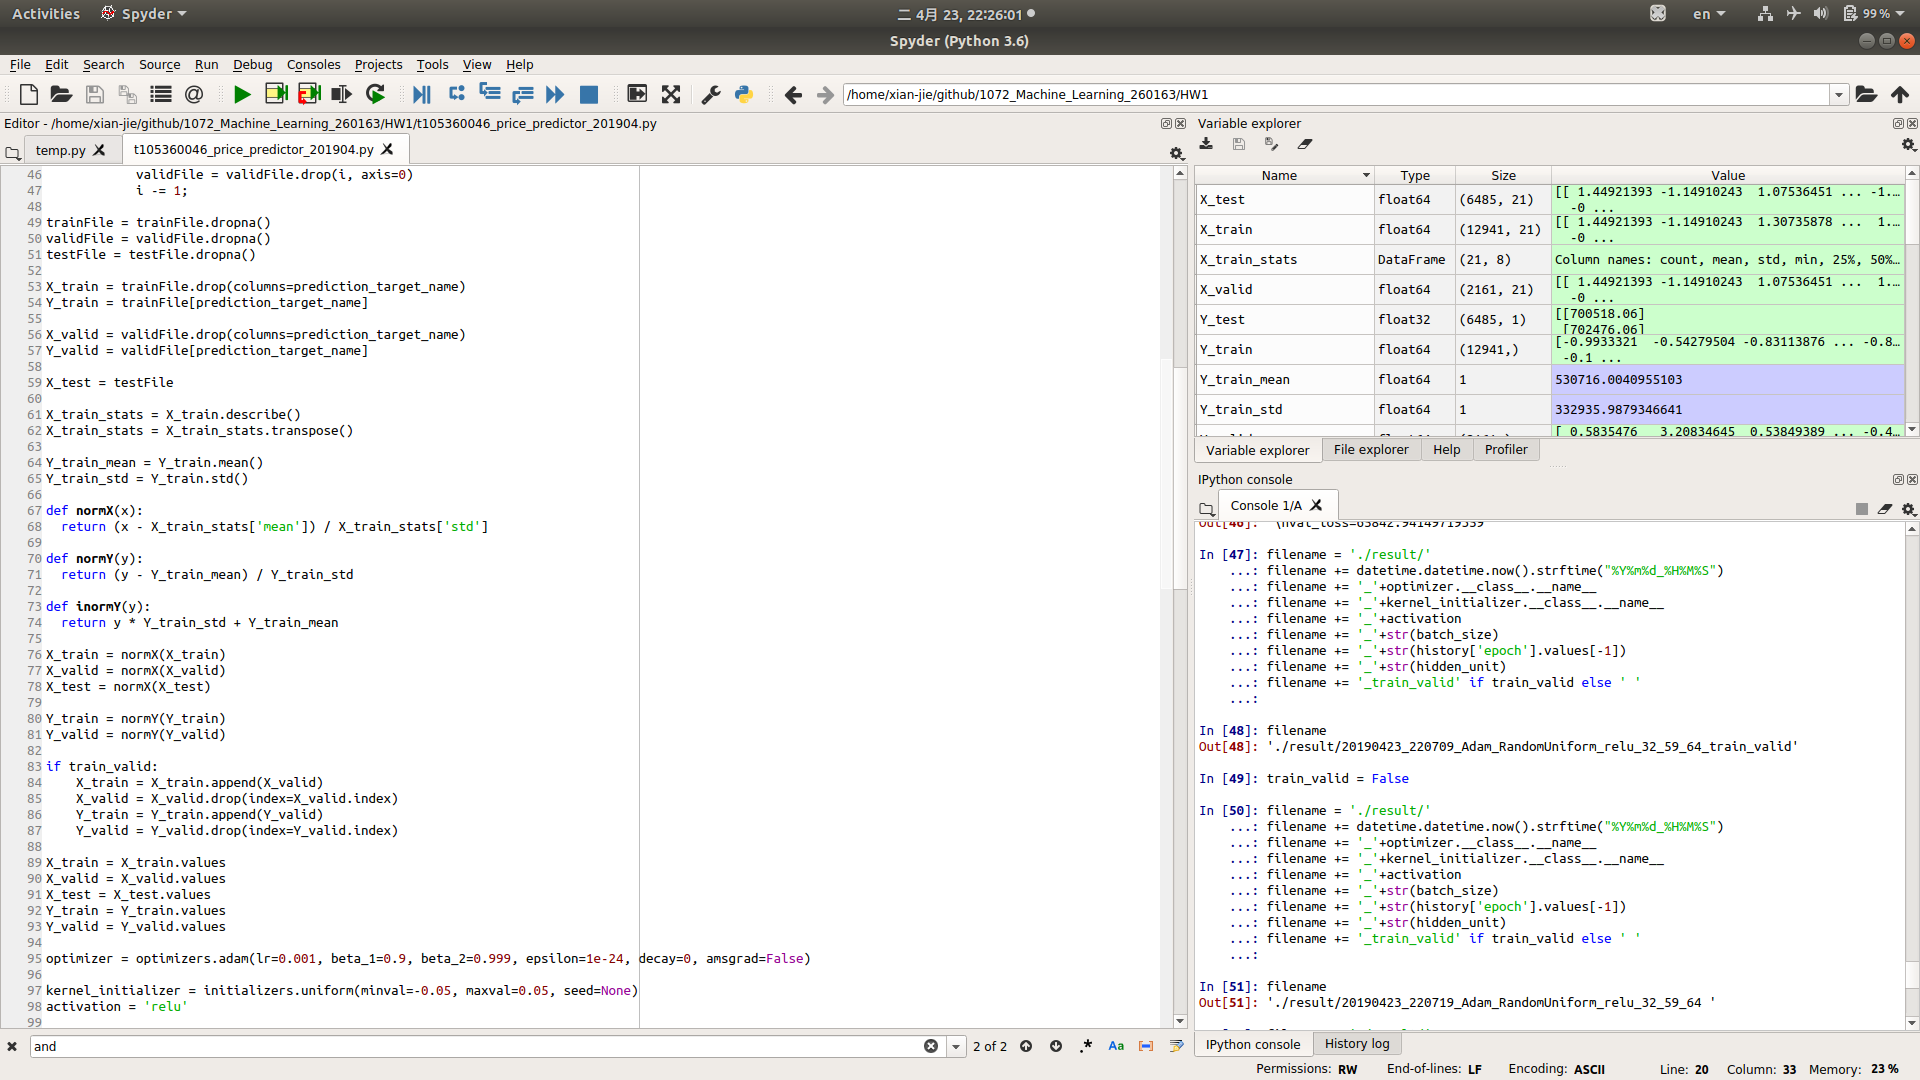 Activities Spyder 二 4月 23, 22:26:01 en 99 %
Spyder (Python 3.6)
File Edit Search Source Run Debug Consoles Projects Tools View Help
/home/xian-jie/github/1072_Machine_Learning_260163/HW1
Editor - /home/xian-jie/github/1072_Machine_Learning_260163/HW1/t105360046_price_predictor_201904.py
temp.py t105360046_price_predictor_201904.py
46 validFile = validFile.drop(i, axis=0)
47 i -= 1;
48
49 trainFile = trainFile.dropna()
50 validFile = validFile.dropna()
51 testFile = testFile.dropna()
52
53 X_train = trainFile.drop(columns=prediction_target_name)
54 Y_train = trainFile[prediction_target_name]
55
56 X_valid = validFile.drop(columns=prediction_target_name)
57 Y_valid = validFile[prediction_target_name]
58
59 X_test = testFile
60
61 X_train_stats = X_train.describe()
62 X_train_stats = X_train_stats.transpose()
63
64 Y_train_mean = Y_train.mean()
65 Y_train_std = Y_train.std()
66
67 def normX(x):
68 return (x - X_train_stats['mean']) / X_train_stats['std']
69
70 def normY(y):
71 return (y - Y_train_mean) / Y_train_std
72
73 def inormY(y):
74 return y * Y_train_std + Y_train_mean
75
76 X_train = normX(X_train)
77 X_valid = normX(X_valid)
78 X_test = normX(X_test)
79
80 Y_train = normY(Y_train)
81 Y_valid = normY(Y_valid)
82
83 if train_valid:
84 X_train = X_train.append(X_valid)
85 X_valid = X_valid.drop(index=X_valid.index)
86 Y_train = Y_train.append(Y_valid)
87 Y_valid = Y_valid.drop(index=Y_valid.index)
88
89 X_train = X_train.values
90 X_valid = X_valid.values
91 X_test = X_test.values
92 Y_train = Y_train.values
93 Y_valid = Y_valid.values
94
95 optimizer = optimizers.adam(lr=0.001, beta_1=0.9, beta_2=0.999, epsilon=1e-24, decay=0, amsgrad=False)
96
97 kernel_initializer = initializers.uniform(minval=-0.05, maxval=0.05, seed=None)
98 activation = 'relu'
99
and 2 of 2 .* Aa
Variable explorer
Name Type Size Value
X_test float64 (6485, 21) [[ 1.44921393 -1.14910243 1.07536451 ... -1.…
-0 ...
X_train float64 (12941, 21) [[ 1.44921393 -1.14910243 1.30735878 ... 1.…
-0 ...
X_train_stats DataFrame (21, 8) Column names: count, mean, std, min, 25%, 50%…
X_valid float64 (2161, 21) [[ 1.44921393 -1.14910243 1.07536451 ... 1.…
-0 ...
Y_test float32 (6485, 1) [[700518.06]
[702476.06]
Y_train float64 (12941,) [-0.9933321 -0.54279504 -0.83113876 ... -0.8…
-0.1 ...
Y_train_mean float64 1 530716.0040955103
Y_train_std float64 1 332935.9879346641
[ 0.5835476 3.20834645 0.53849389 ... -0.4…
Variable explorer File explorer Help Profiler
IPython console
Console 1/A
Out[46]: '\nval_loss=63842.94149719539'
In [47]: filename = './result/'
...: filename += datetime.datetime.now().strftime("%Y%m%d_%H%M%S")
...: filename += '_'+optimizer.__class__.__name__
...: filename += '_'+kernel_initializer.__class__.__name__
...: filename += '_'+activation
...: filename += '_'+str(batch_size)
...: filename += '_'+str(history['epoch'].values[-1])
...: filename += '_'+str(hidden_unit)
...: filename += '_train_valid' if train_valid else ' '
...:
In [48]: filename
Out[48]: './result/20190423_220709_Adam_RandomUniform_relu_32_59_64_train_valid'
In [49]: train_valid = False
In [50]: filename = './result/'
...: filename += datetime.datetime.now().strftime("%Y%m%d_%H%M%S")
...: filename += '_'+optimizer.__class__.__name__
...: filename += '_'+kernel_initializer.__class__.__name__
...: filename += '_'+activation
...: filename += '_'+str(batch_size)
...: filename += '_'+str(history['epoch'].values[-1])
...: filename += '_'+str(hidden_unit)
...: filename += '_train_valid' if train_valid else ' '
...:
In [51]: filename
Out[51]: './result/20190423_220719_Adam_RandomUniform_relu_32_59_64 '
IPython console History log
Permissions: RW End-of-lines: LF Encoding: ASCII Line: 20 Column: 33 Memory: 23 %